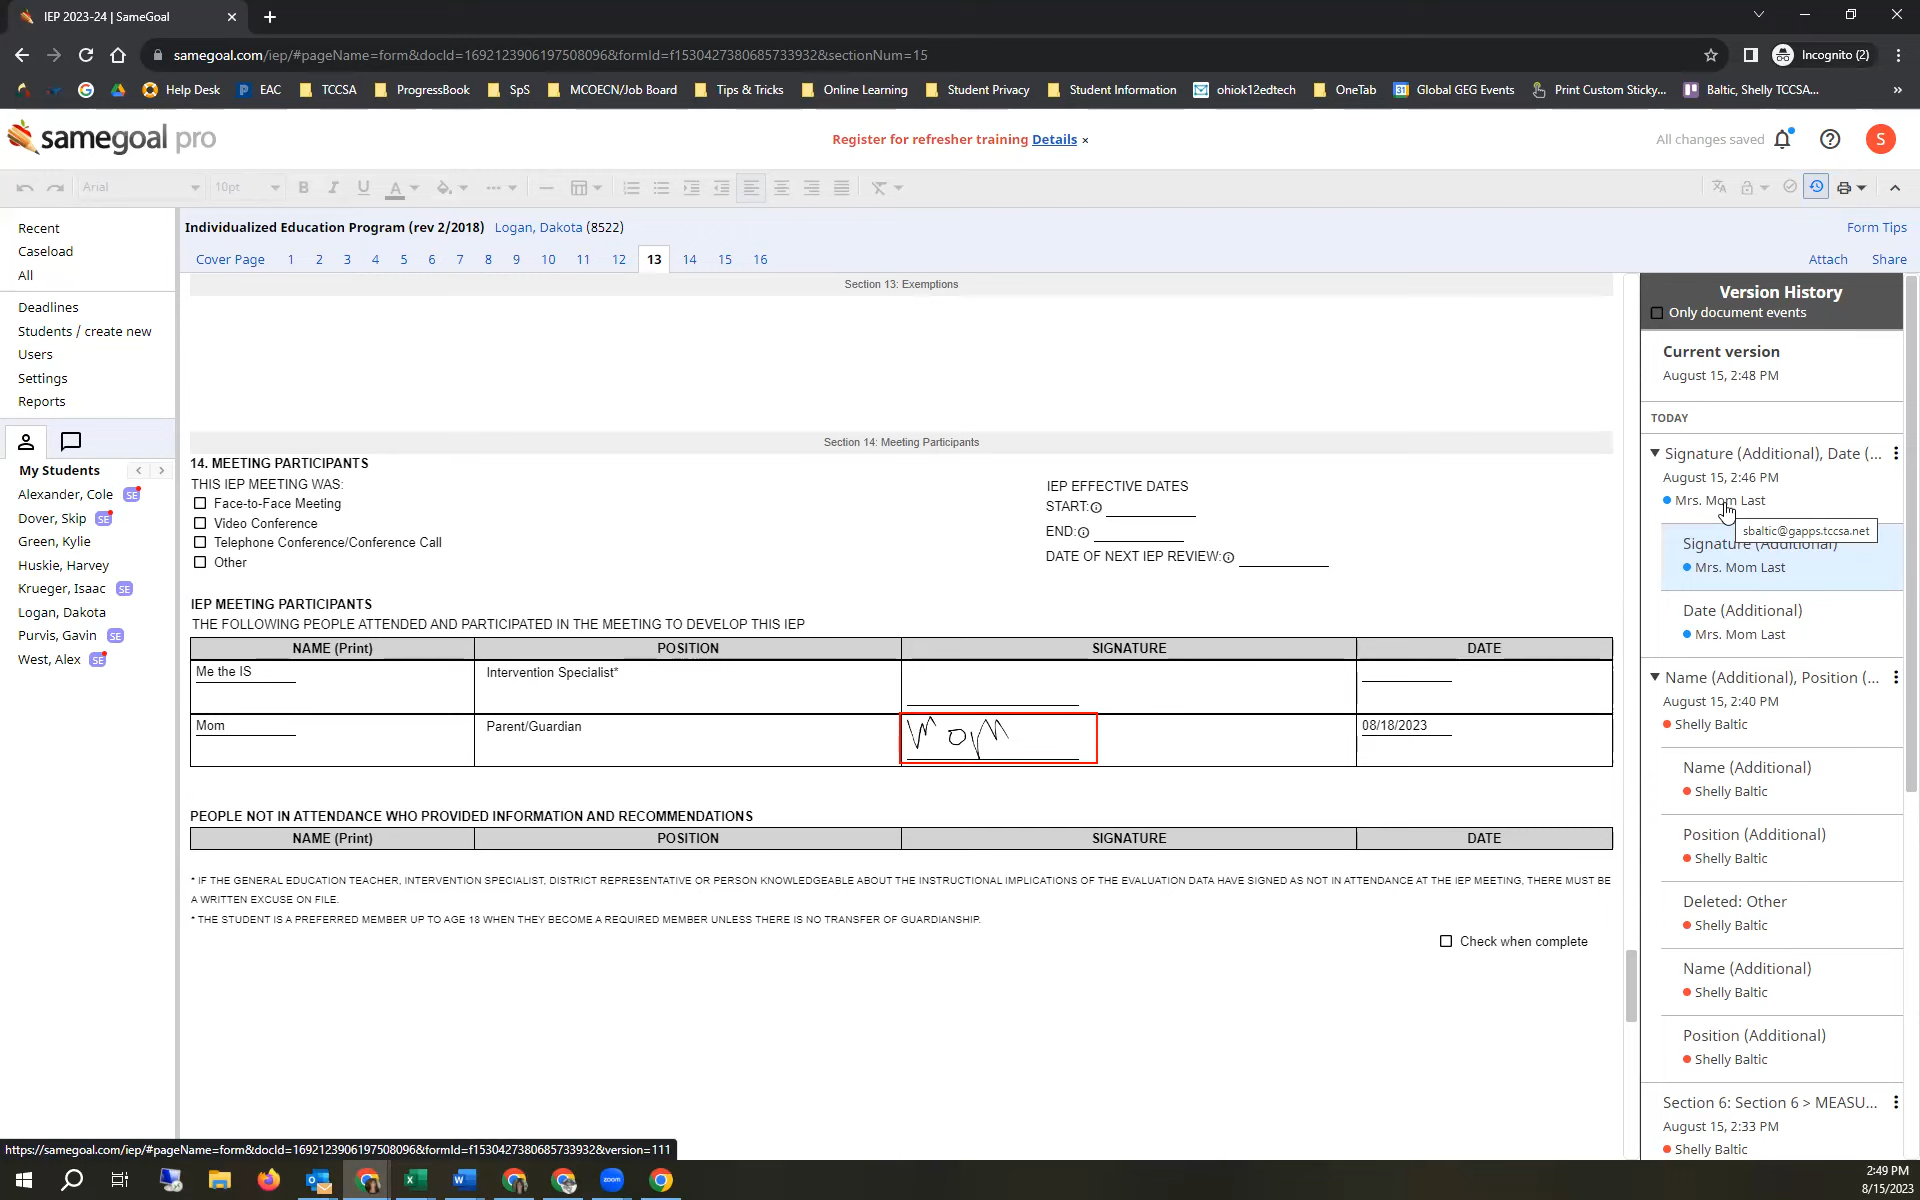 IEP 2023-24 | SameGoal
samegoal.com/iep/#pageName=form&docId=1692123906197508096&formId=f1530427380685733932&sectionNum=15
Incognito (2)
Help Desk
EAC
TCCSA
ProgressBook
SpS
MCOECN/Job Board
Tips & Tricks
Online Learning
Student Privacy
Student Information
ohiok12edtech
OneTab
Global GEG Events
Print Custom Sticky...
Baltic, Shelly TCCSA...
»
samegoal pro
Register for refresher training Details ×
All changes saved
S
Arial
10pt
B I U A
Recent
Caseload
All
Deadlines
Students / create new
Users
Settings
Reports
My Students
Alexander, Cole SE
Dover, Skip SE
Green, Kylie
Huskie, Harvey
Krueger, Isaac SE
Logan, Dakota
Purvis, Gavin SE
West, Alex SE
Individualized Education Program (rev 2/2018) Logan, Dakota (8522)
Form Tips
Cover Page 1 2 3 4 5 6 7 8 9 10 11 12 13 14 15 16
Attach Share
Section 13: Exemptions
Section 14: Meeting Participants
14. MEETING PARTICIPANTS
THIS IEP MEETING WAS:
Face-to-Face Meeting
Video Conference
Telephone Conference/Conference Call
Other
IEP EFFECTIVE DATES
START:
END:
DATE OF NEXT IEP REVIEW:
IEP MEETING PARTICIPANTS
THE FOLLOWING PEOPLE ATTENDED AND PARTICIPATED IN THE MEETING TO DEVELOP THIS IEP
NAME (Print) POSITION SIGNATURE DATE
Me the IS Intervention Specialist*
Mom Parent/Guardian Mom 08/18/2023
PEOPLE NOT IN ATTENDANCE WHO PROVIDED INFORMATION AND RECOMMENDATIONS
NAME (Print) POSITION SIGNATURE DATE
* IF THE GENERAL EDUCATION TEACHER, INTERVENTION SPECIALIST, DISTRICT REPRESENTATIVE OR PERSON KNOWLEDGEABLE ABOUT THE INSTRUCTIONAL IMPLICATIONS OF THE EVALUATION DATA HAVE SIGNED AS NOT IN ATTENDANCE AT THE IEP MEETING, THERE MUST BE
A WRITTEN EXCUSE ON FILE.
* THE STUDENT IS A PREFERRED MEMBER UP TO AGE 18 WHEN THEY BECOME A REQUIRED MEMBER UNLESS THERE IS NO TRANSFER OF GUARDIANSHIP.
Check when complete
Version History
Only document events
Current version
August 15, 2:48 PM
TODAY
Signature (Additional), Date (...
August 15, 2:46 PM
Mrs. Mom Last
sbaltic@gapps.tccsa.net
Signature (Additional)
Mrs. Mom Last
Date (Additional)
Mrs. Mom Last
Name (Additional), Position (...
August 15, 2:40 PM
Shelly Baltic
Name (Additional)
Shelly Baltic
Position (Additional)
Shelly Baltic
Deleted: Other
Shelly Baltic
Name (Additional)
Shelly Baltic
Position (Additional)
Shelly Baltic
Section 6: Section 6 > MEASU...
August 15, 2:33 PM
Shelly Baltic
https://samegoal.com/iep/#pageName=form&docId=1692123906197508096&formId=f1530427380685733932&version=111
zoom
2:49 PM
8/15/2023